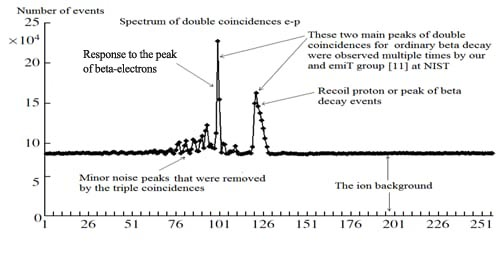 Number of events
Spectrum of double coincidences e-p
25
×10⁴
20
15
10
5
0
Response to the peak
of beta-electrons
These two main peaks of double
coincidences for ordinary beta decay
were observed multiple times by our
and emiT group [11] at NIST
Recoil proton or peak of beta
decay events
Minor noise peaks that were removed
by the triple coincidences
The ion background
1 26 51 76 101 126 151 176 201 226 251